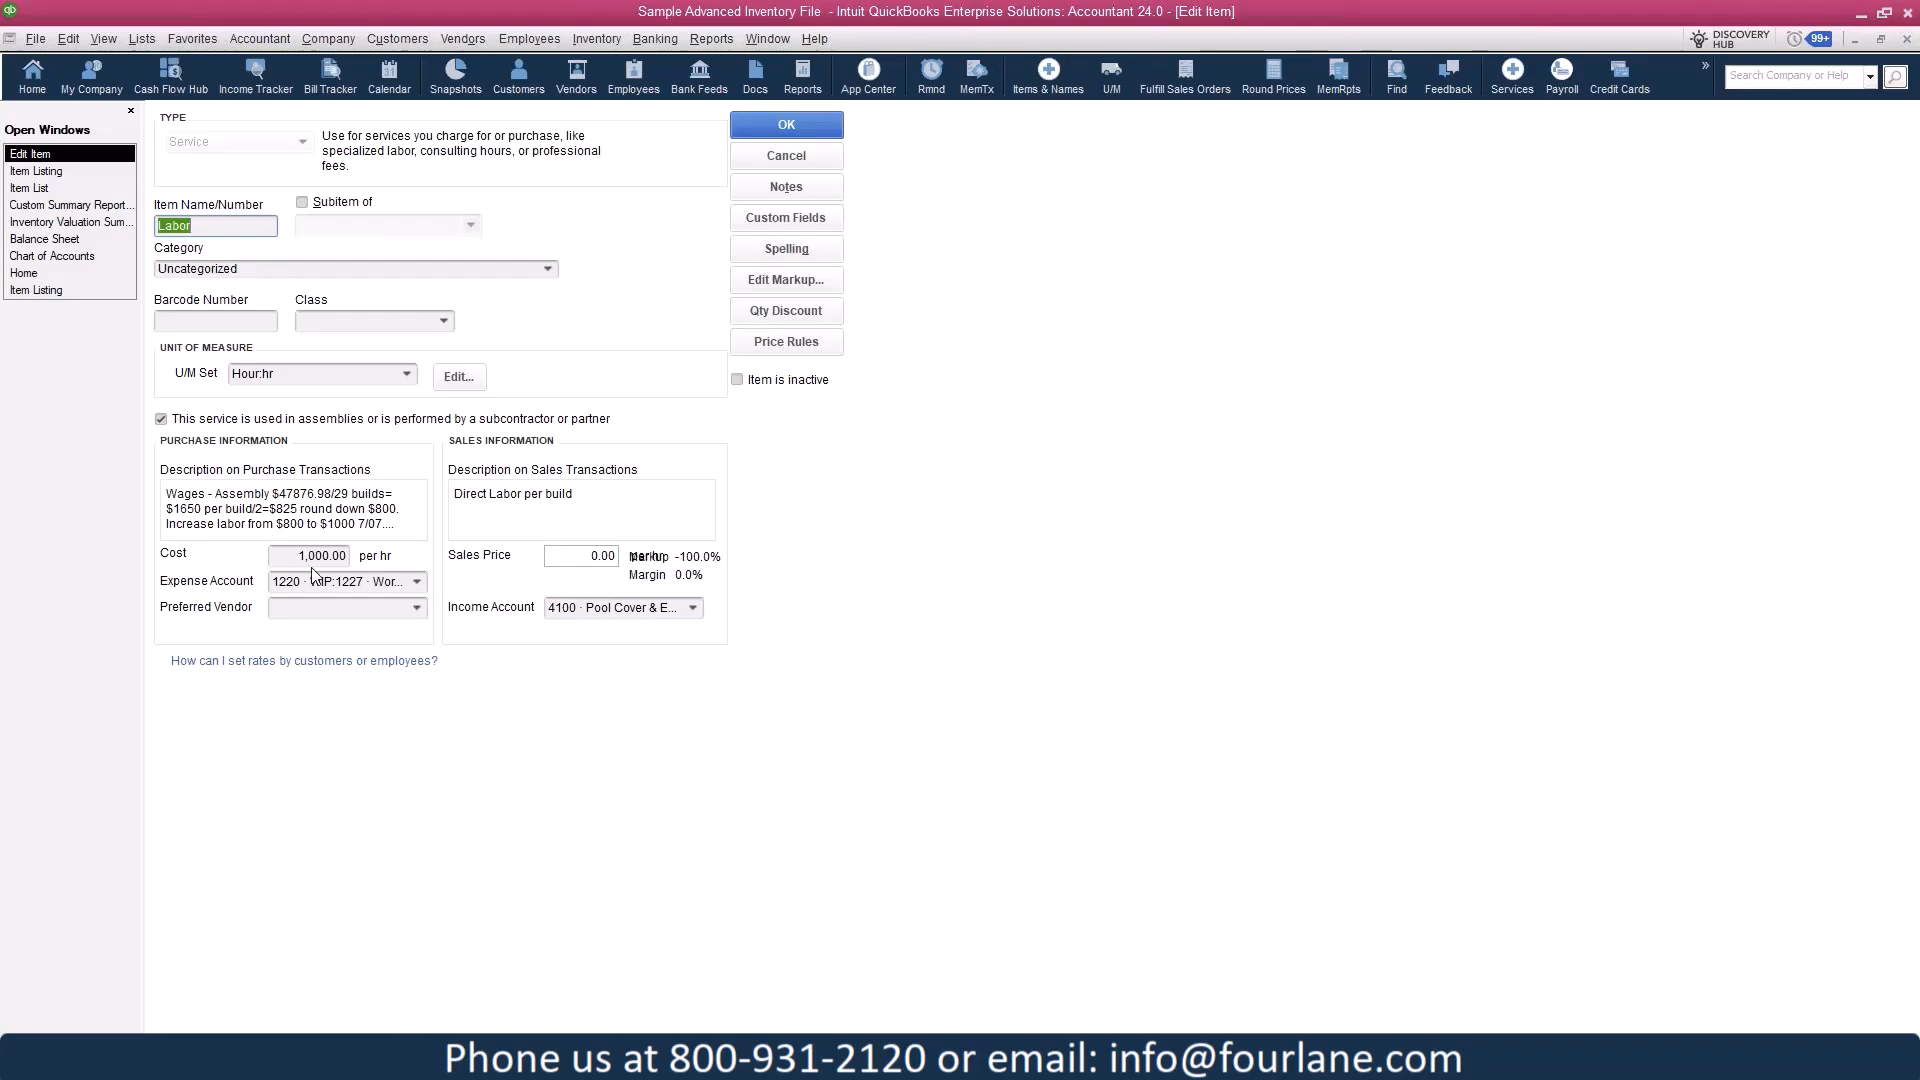 Sample Advanced Inventory File - Intuit QuickBooks Enterprise Solutions: Accountant 24.0 - [Edit Item]
File Edit View Lists Favorites Accountant Company Customers Vendors Employees Inventory Banking Reports Window Help
DISCOVERY HUB 99+
Home My Company Cash Flow Hub Income Tracker Bill Tracker Calendar Snapshots Customers Vendors Employees Bank Feeds Docs Reports App Center Rmnd MemTx Items & Names U/M Fulfill Sales Orders Round Prices MemRpts Find Feedback Services Payroll Credit Cards
Search Company or Help
Open Windows
Edit Item
Item Listing
Item List
Custom Summary Report...
Inventory Valuation Sum...
Balance Sheet
Chart of Accounts
Home
Item Listing
TYPE
Service
Use for services you charge for or purchase, like
specialized labor, consulting hours, or professional
fees.
Item Name/Number
Subitem of
Labor
Category
Uncategorized
Barcode Number
Class
UNIT OF MEASURE
U/M Set
Hour:hr
Edit...
This service is used in assemblies or is performed by a subcontractor or partner
PURCHASE INFORMATION
Description on Purchase Transactions
Wages - Assembly $47876.98/29 builds=
$1650 per build/2=$825 round down $800.
Increase labor from $800 to $1000 7/07....
Cost
1,000.00
per hr
Expense Account
1220 · WIP:1227 · Wor...
Preferred Vendor
SALES INFORMATION
Description on Sales Transactions
Direct Labor per build
Sales Price
0.00
per hr
Markup -100.0%
Margin 0.0%
Income Account
4100 · Pool Cover & E...
How can I set rates by customers or employees?
OK
Cancel
Notes
Custom Fields
Spelling
Edit Markup...
Qty Discount
Price Rules
Item is inactive
Phone us at 800-931-2120 or email: info@fourlane.com